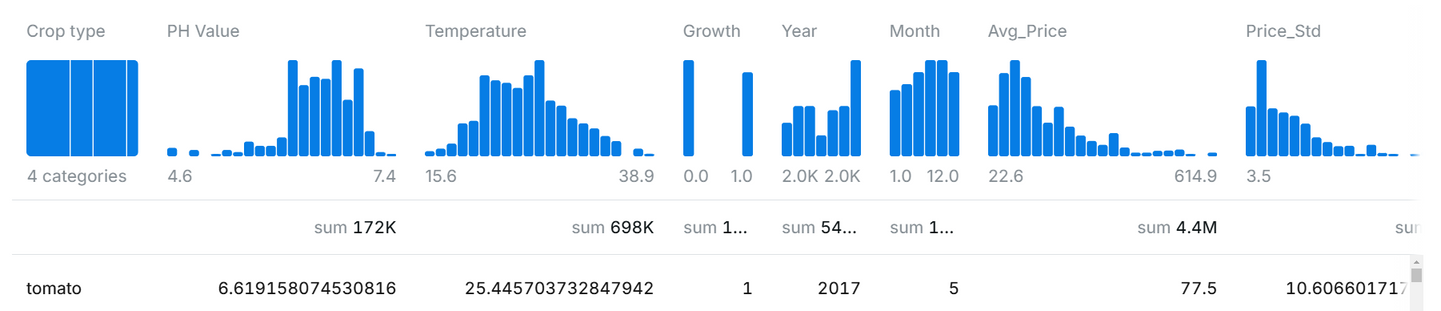 Crop type PH Value Temperature Growth Year Month Avg_Price Price_Std
4 categories 4.6 7.4 15.6 38.9 0.0 1.0 2.0K 2.0K 1.0 12.0 22.6 614.9 3.5
sum 172K sum 698K sum 1... sum 54... sum 1... sum 4.4M
tomato 6.619158074530816 25.445703732847942 1 2017 5 77.5 10.606601717